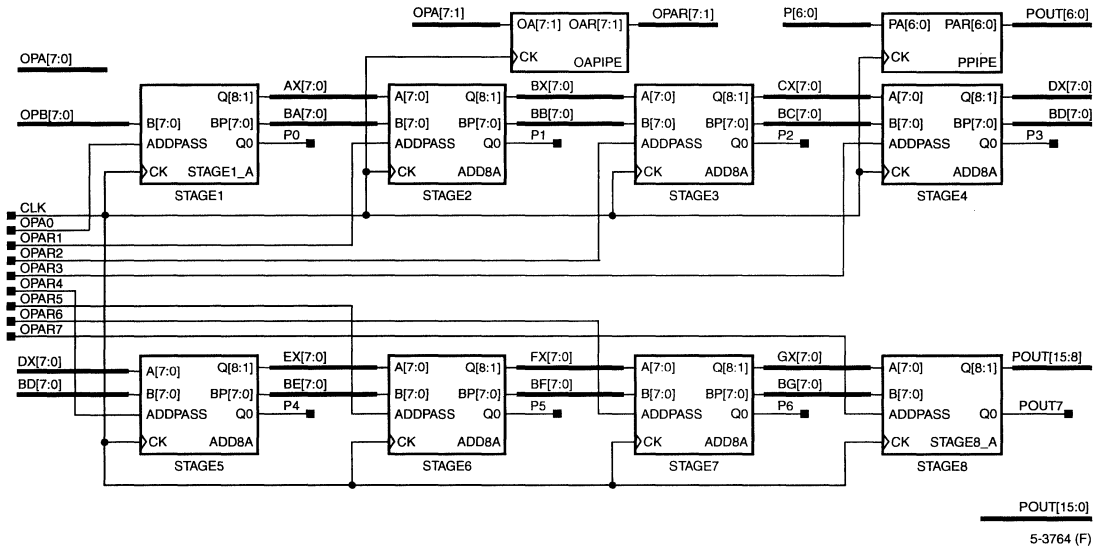 OPA[7:1] OA[7:1] OAR[7:1] OPAR[7:1] P[6:0] PA[6:0] PAR[6:0] POUT[6:0]
CK OAPIPE CK PPIPE
OPA[7:0]
AX[7:0] BX[7:0] CX[7:0] DX[7:0]
Q[8:1] A[7:0] Q[8:1] A[7:0] Q[8:1] A[7:0] Q[8:1]
OPB[7:0] BA[7:0] BB[7:0] BC[7:0] BD[7:0]
B[7:0] BP[7:0] B[7:0] BP[7:0] B[7:0] BP[7:0] B[7:0] BP[7:0]
P0 P1 P2 P3
ADDPASS Q0 ADDPASS Q0 ADDPASS Q0 ADDPASS Q0
CK STAGE1_A CK ADD8A CK ADD8A CK ADD8A
STAGE1 STAGE2 STAGE3 STAGE4
CLK
OPA0
OPAR1
OPAR2
OPAR3
OPAR4
OPAR5
OPAR6
OPAR7
DX[7:0] EX[7:0] FX[7:0] GX[7:0] POUT[15:8]
A[7:0] Q[8:1] A[7:0] Q[8:1] A[7:0] Q[8:1] A[7:0] Q[8:1]
BD[7:0] BE[7:0] BF[7:0] BG[7:0]
B[7:0] BP[7:0] B[7:0] BP[7:0] B[7:0] BP[7:0] B[7:0]
P4 P5 P6 POUT7
ADDPASS Q0 ADDPASS Q0 ADDPASS Q0 ADDPASS Q0
CK ADD8A CK ADD8A CK ADD8A CK STAGE8_A
STAGE5 STAGE6 STAGE7 STAGE8
POUT[15:0]
5-3764 (F)